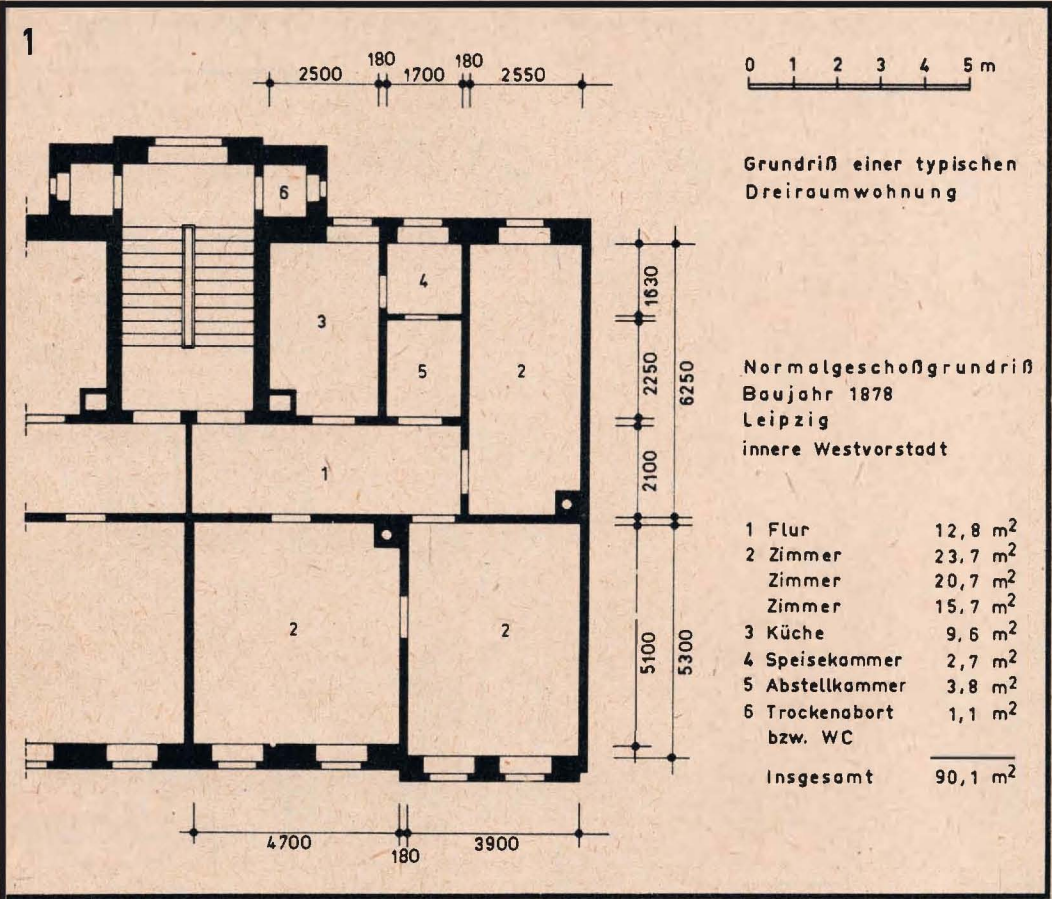 1
180 180
2500 1700 2550
0 1 2 3 4 5 m
Grundriß einer typischen
Dreiraumwohnung
6
4
3
5
2
1
2
2
1630
2250
2100
6250
5100
5300
4700
180
3900
Normalgeschoßgrundriß
Baujahr 1878
Leipzig
innere Westvorstadt
1 Flur 12,8 m²
2 Zimmer 23,7 m²
Zimmer 20,7 m²
Zimmer 15,7 m²
3 Küche 9,6 m²
4 Speisekammer 2,7 m²
5 Abstellkammer 3,8 m²
6 Trockenabort 1,1 m²
bzw. WC
Insgesamt 90,1 m²